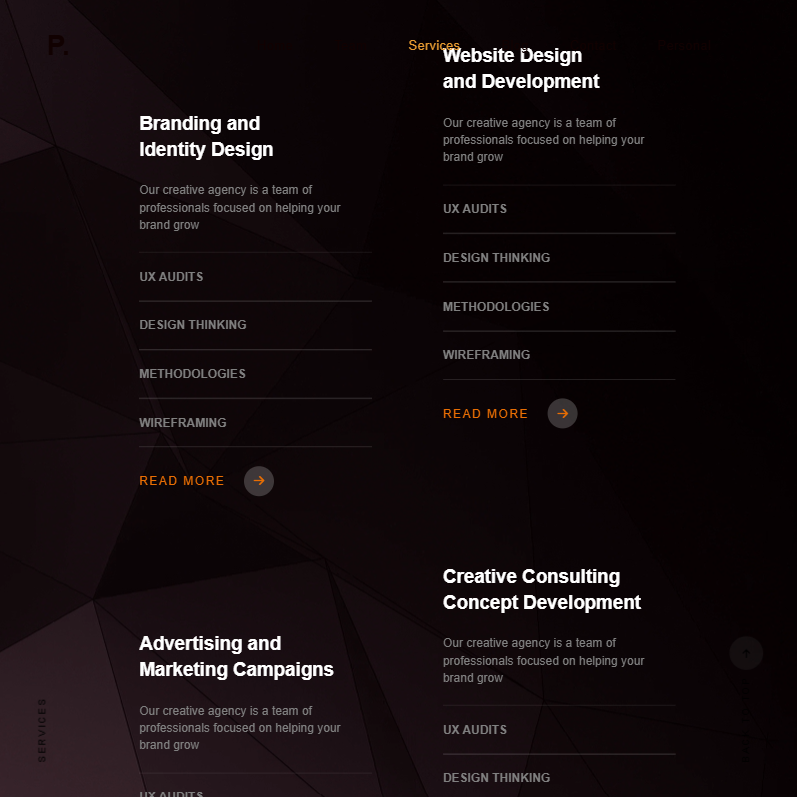 P.
Services
Branding and
Identity Design
Our creative agency is a team of
professionals focused on helping your
brand grow
UX AUDITS
DESIGN THINKING
METHODOLOGIES
WIREFRAMING
READ MORE
Website Design
and Development
Our creative agency is a team of
professionals focused on helping your
brand grow
UX AUDITS
DESIGN THINKING
METHODOLOGIES
WIREFRAMING
READ MORE
Advertising and
Marketing Campaigns
Our creative agency is a team of
professionals focused on helping your
brand grow
UX AUDITS
Creative Consulting
Concept Development
Our creative agency is a team of
professionals focused on helping your
brand grow
UX AUDITS
DESIGN THINKING
SERVICES